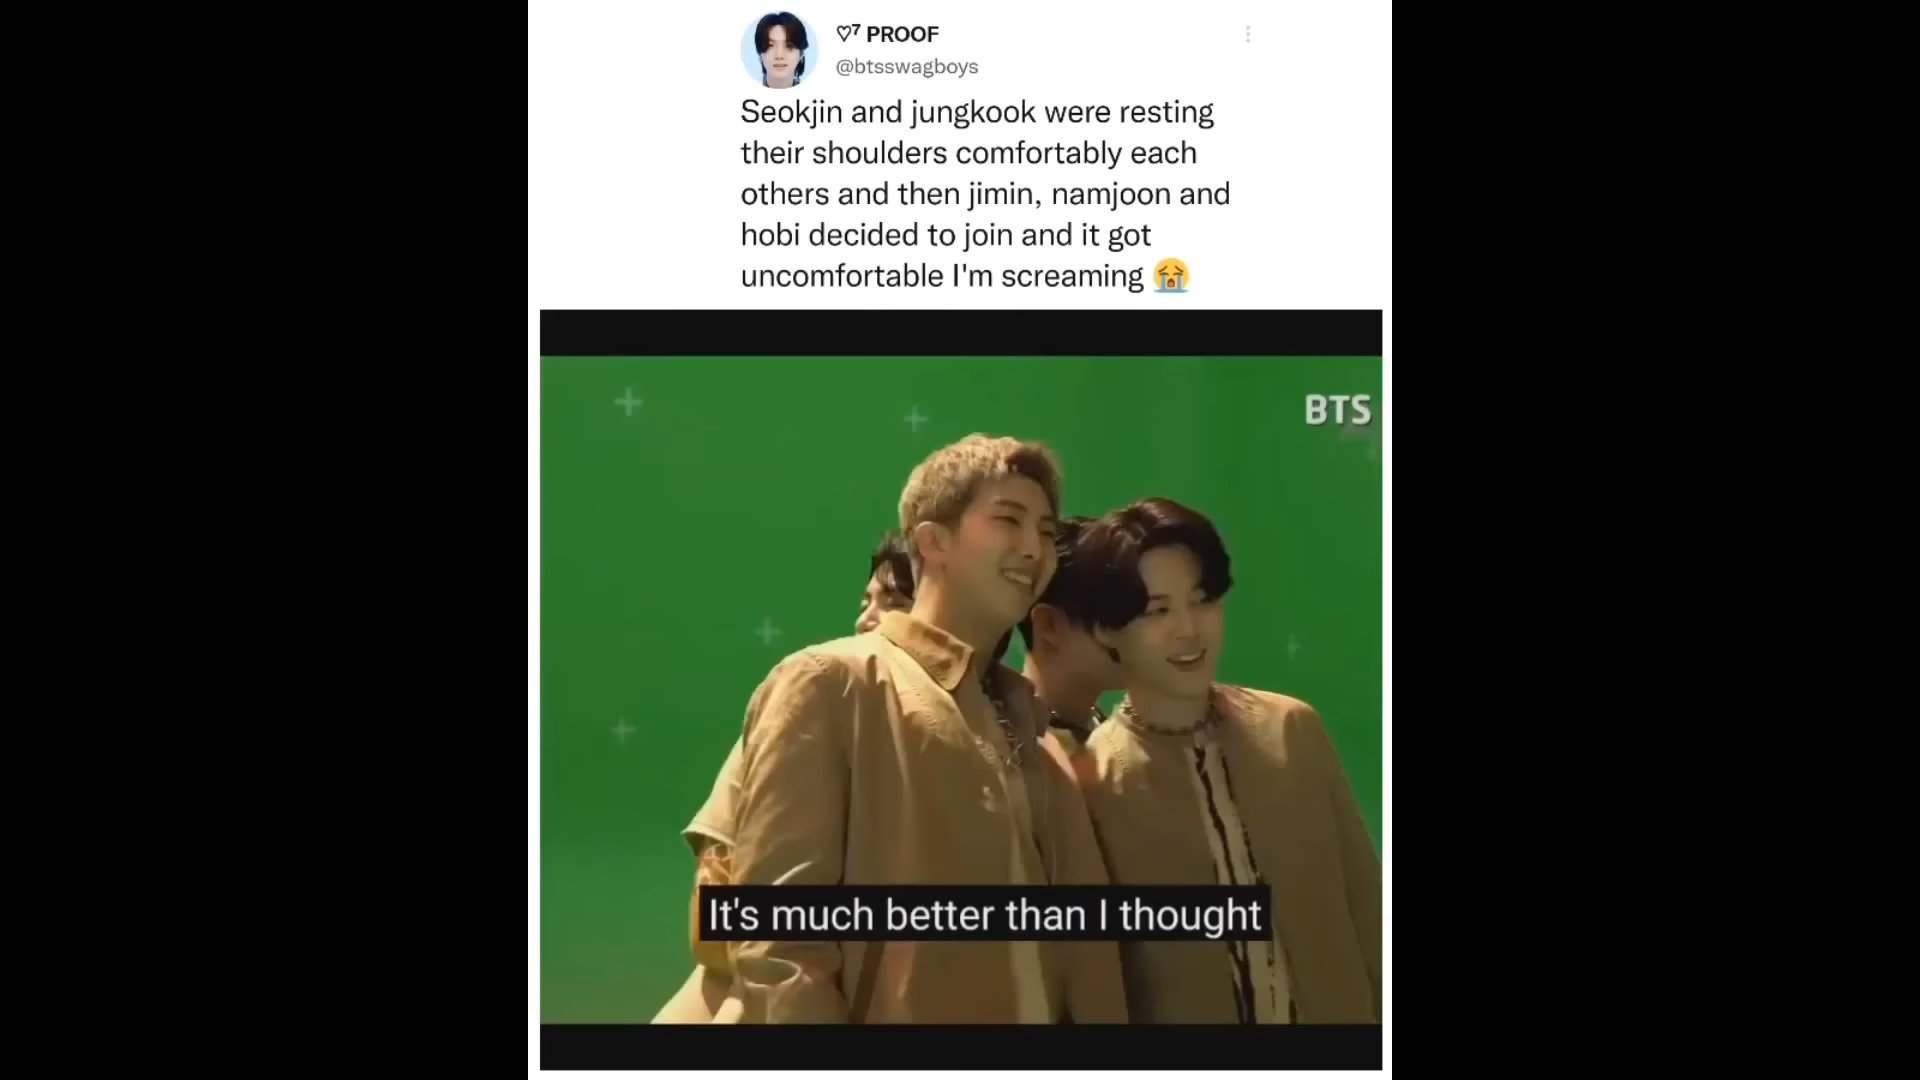 ♡⁷ PROOF
@btsswagboys
Seokjin and jungkook were resting
their shoulders comfortably each
others and then jimin, namjoon and
hobi decided to join and it got
uncomfortable I'm screaming 😭
BTS
It's much better than I thought